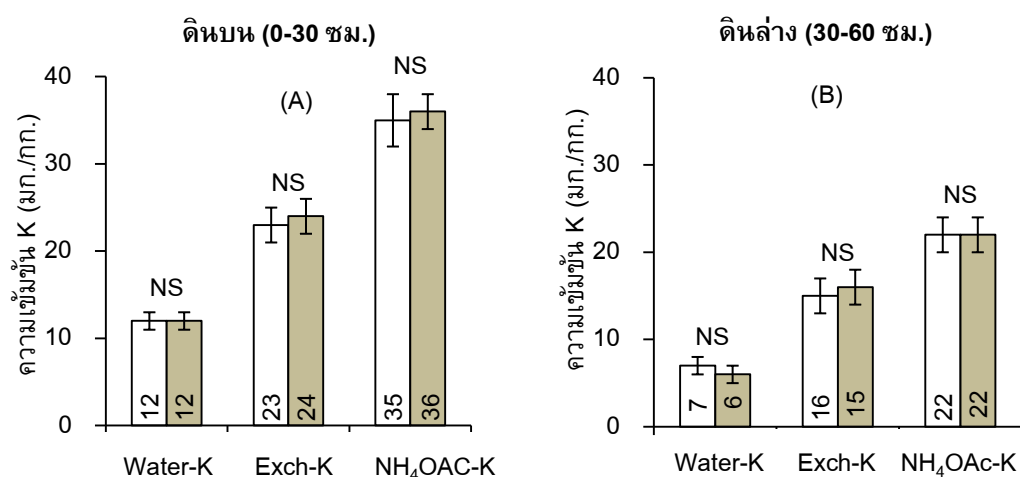 ดินบน (0-30 ซม.)
ความเข้มข้น K (มก./กก.)
40
30
20
10
0
(A)
NS
NS
NS
12
12
23
24
35
36
Water-K
Exch-K
NH₄OAC-K
ดินล่าง (30-60 ซม.)
ความเข้มข้น K (มก./กก.)
40
30
20
10
0
(B)
NS
NS
NS
7
6
16
15
22
22
Water-K
Exch-K
NH₄OAc-K